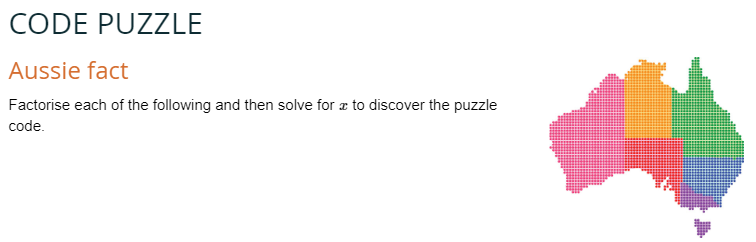 CODE PUZZLE
Aussie fact
Factorise each of the following and then solve for x to discover the puzzle
code.